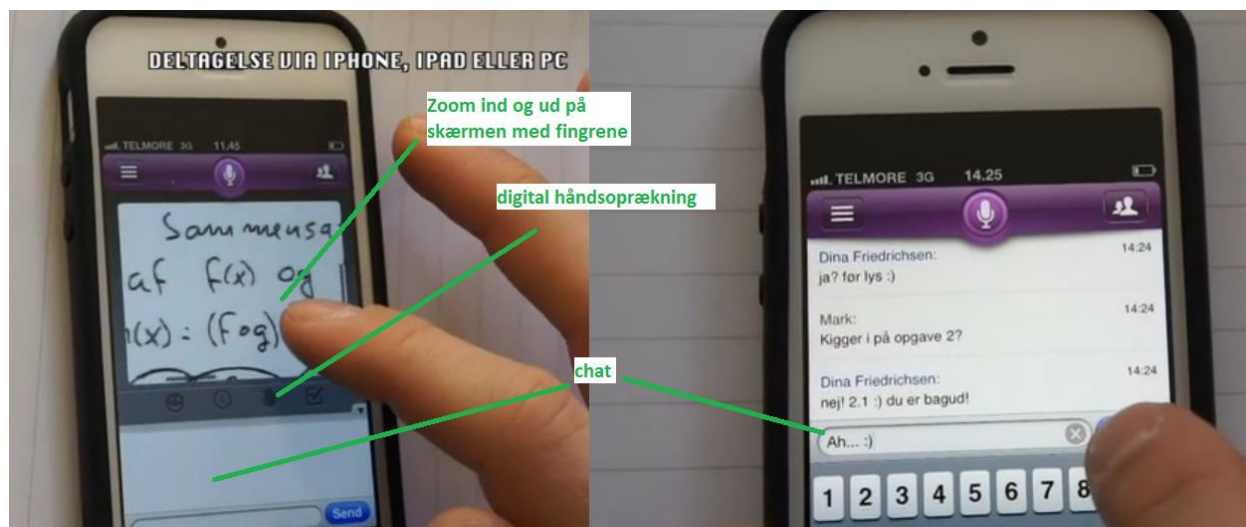 DELTAGELSE VIA IPHONE, IPAD ELLER PC
Zoom ind og ud på
skærmen med fingrene
TELMORE 3G 11.45
digital håndsoprækning
Sammensa
af f(x) og
(x) = (fog)
chat
Send
TELMORE 3G 14.25
Dina Friedrichsen: 14:24
ja? før lys :)
Mark: 14:24
Kigger i på opgave 2?
Dina Friedrichsen: 14:24
nej! 2.1 :) du er bagud!
Ah... :)
1 2 3 4 5 6 7 8